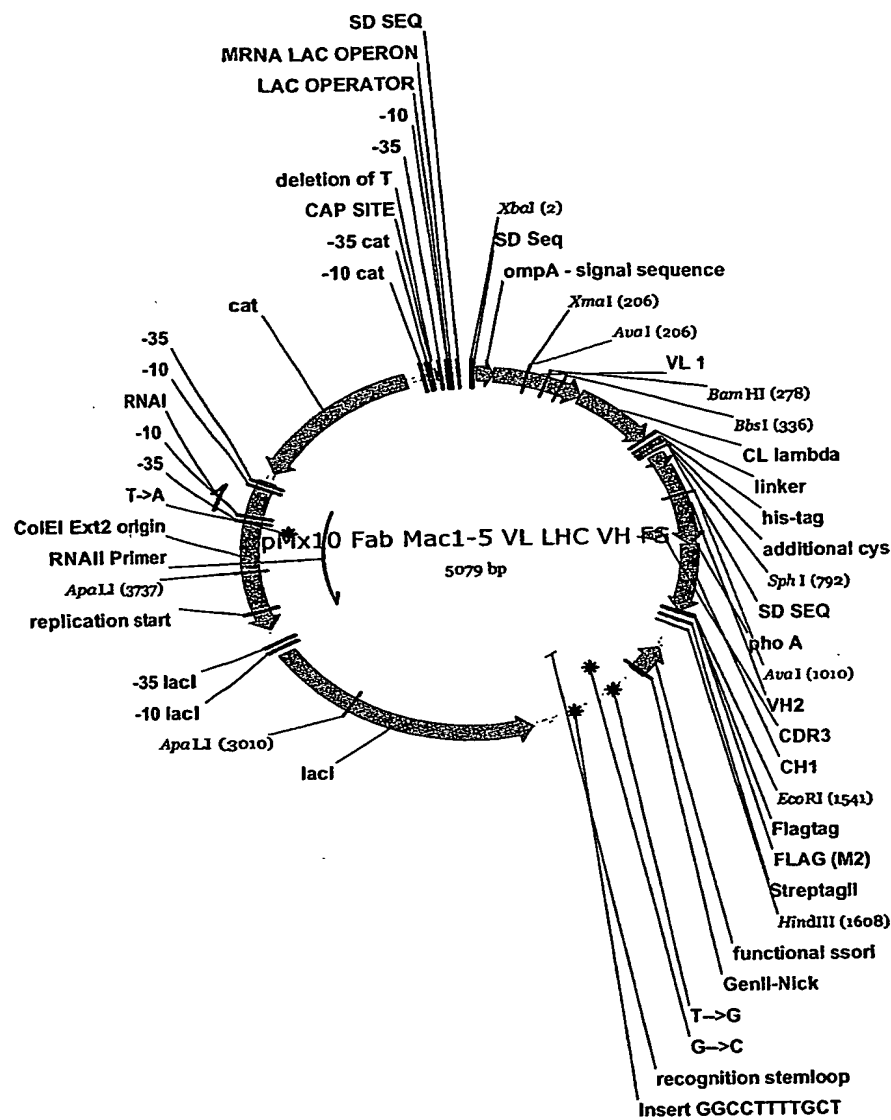 SD SEQ
MRNA LAC OPERON
LAC OPERATOR
-10
-35
deletion of T
CAP SITE
-35 cat
-10 cat
cat
-35
-10
RNAI
-10
-35
T->A
ColEI Ext2 origin
RNAII Primer
ApaLI (3737)
replication start
-35 lacI
-10 lacI
ApaLI (3010)
lacI
XbaI (2)
SD Seq
ompA - signal sequence
XmaI (206)
AvaI (206)
VL 1
BamHI (278)
BbsI (336)
CL lambda
linker
his-tag
additional cys
SphI (792)
SD SEQ
pho A
AvaI (1010)
VH2
CDR3
CH1
EcoRI (1541)
Flagtag
FLAG (M2)
StreptagII
HindIII (1608)
functional ssori
GenII-Nick
T-->G
G-->C
recognition stemloop
Insert GGCCTTTTGCT
pMx10 Fab Mac1-5 VL LHC VH FS
5079 bp